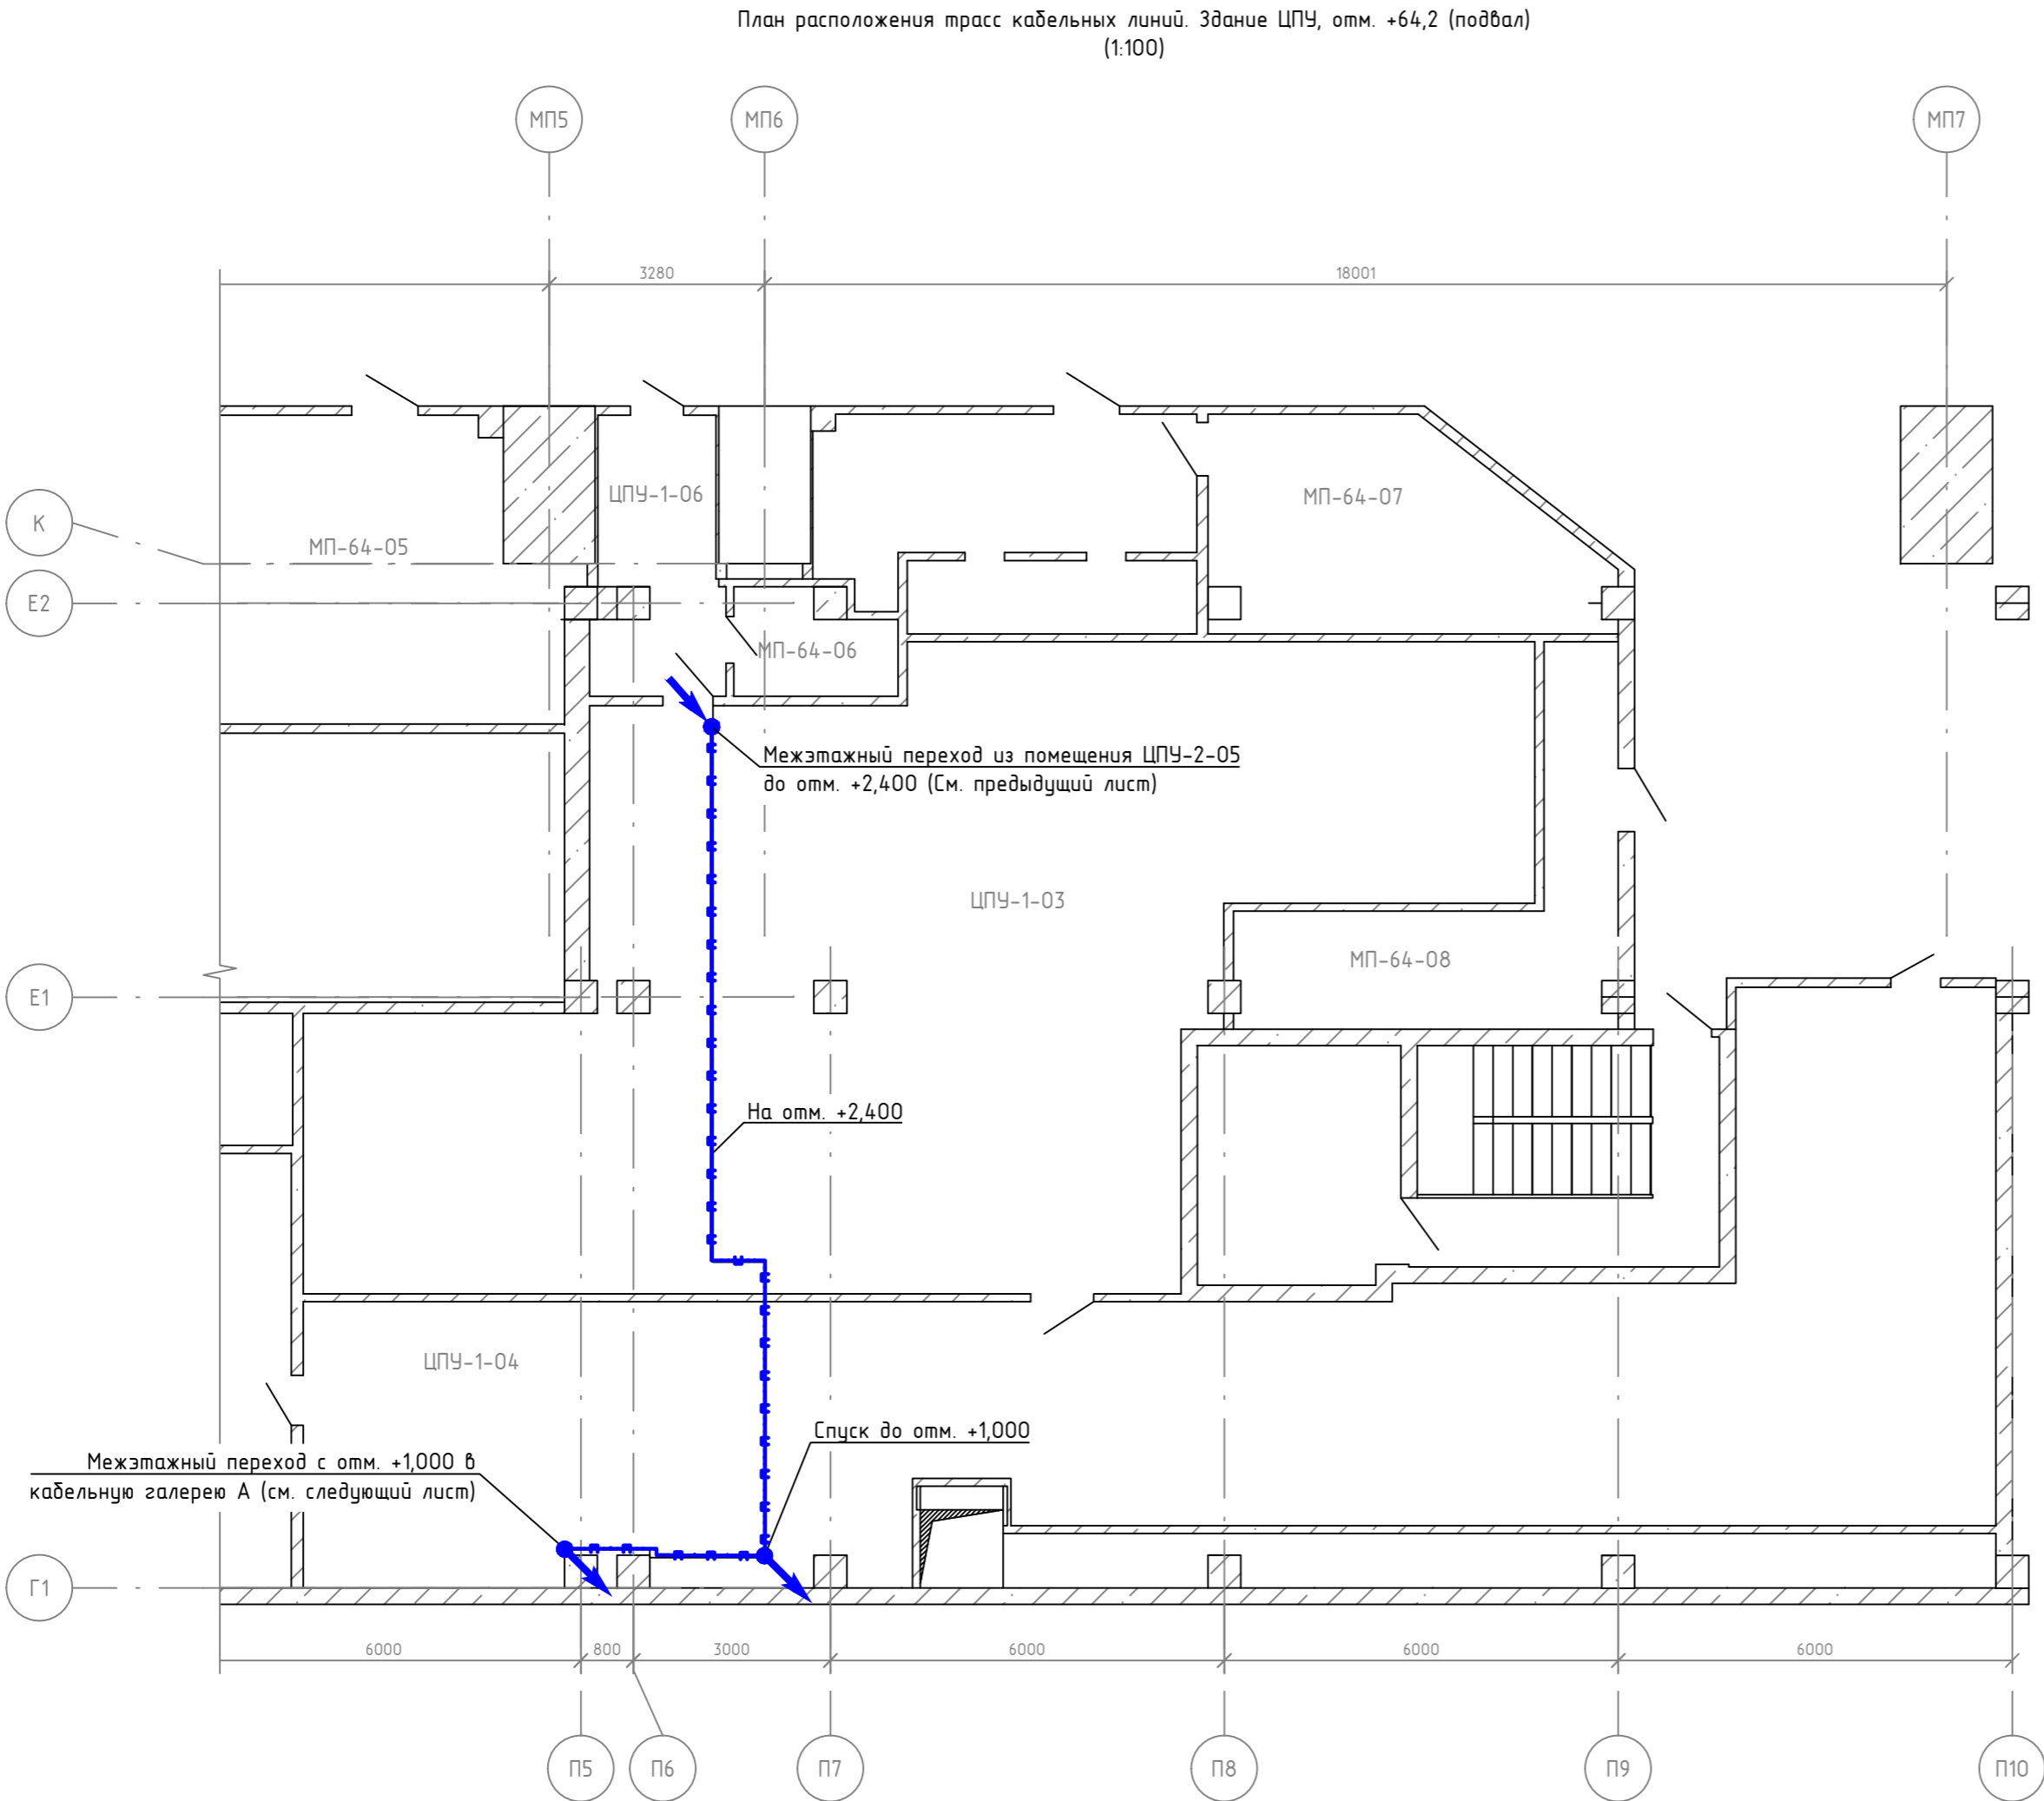 План расположения трасс кабельных линий. Здание ЦПУ, отм. +64,2 (подвал)
(1:100)
МП5
МП6
МП7
3280
18001
ЦПУ-1-06
МП-64-07
К
МП-64-05
Е2
МП-64-06
Межэтажный переход из помещения ЦПУ-2-05
до отм. +2,400 (См. предыдущий лист)
ЦПУ-1-03
МП-64-08
Е1
На отм. +2,400
ЦПУ-1-04
Спуск до отм. +1,000
Межэтажный переход с отм. +1,000 в
кабельную галерею А (см. следующий лист)
Г1
6000
800
3000
6000
6000
6000
П5
П6
П7
П8
П9
П10